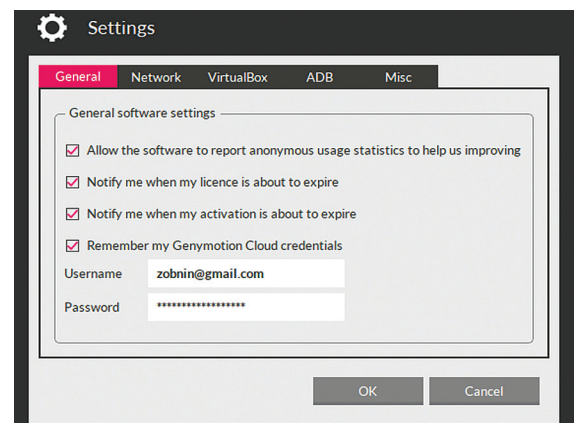 Settings
General Network VirtualBox ADB Misc
General software settings
Allow the software to report anonymous usage statistics to help us improving
Notify me when my licence is about to expire
Notify me when my activation is about to expire
Remember my Genymotion Cloud credentials
Username zobnin@gmail.com
Password ******************
OK Cancel